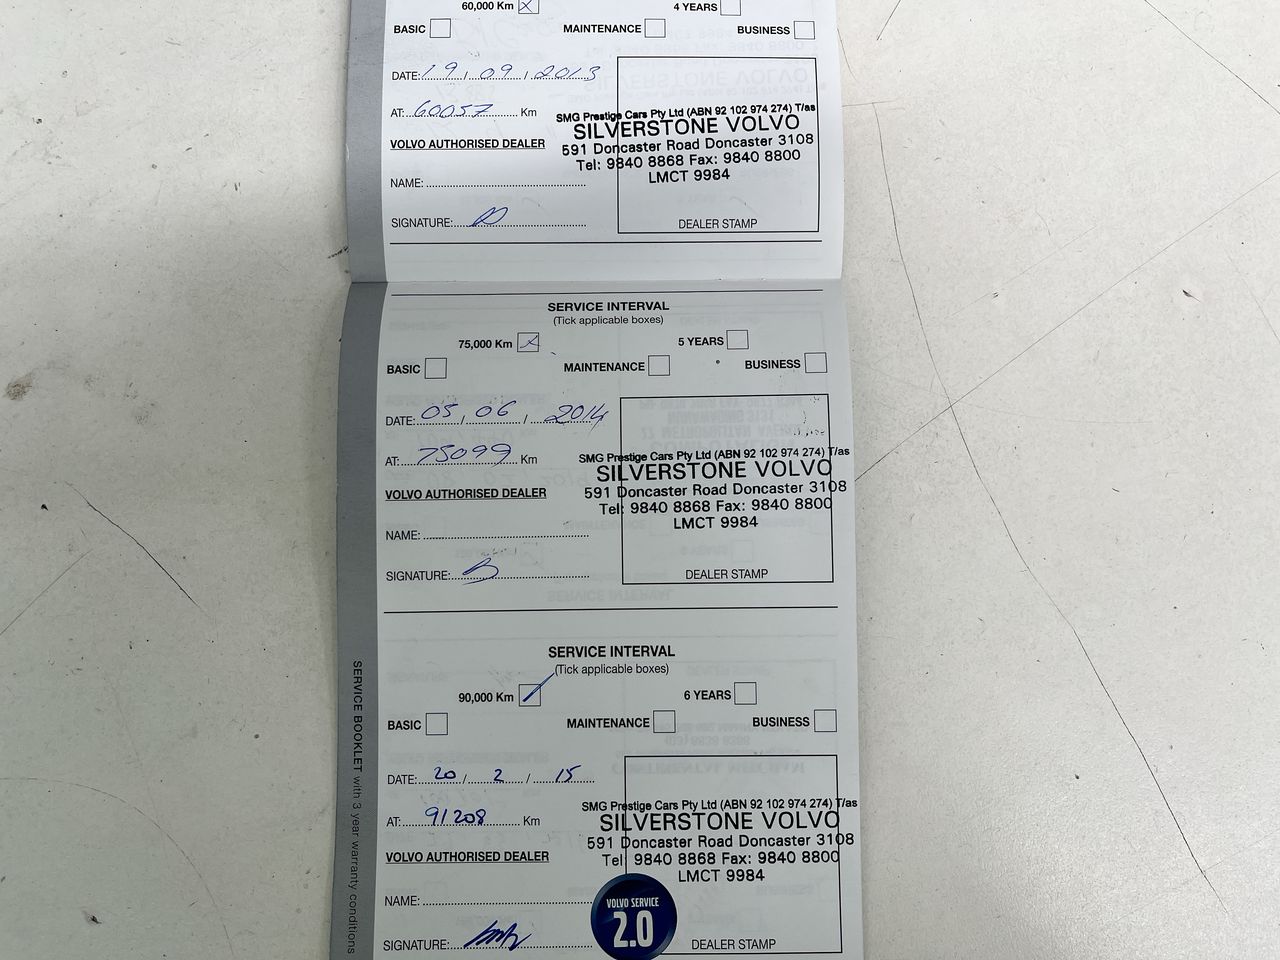 60,000 Km X 4 YEARS
BASIC MAINTENANCE BUSINESS
DATE: 19 / 09 / 2013
AT: 60057 Km
VOLVO AUTHORISED DEALER
NAME:
SIGNATURE:
SMG Prestige Cars Pty Ltd (ABN 92 102 974 274) T/as
SILVERSTONE VOLVO
591 Doncaster Road Doncaster 3108
Tel: 9840 8868 Fax: 9840 8800
LMCT 9984
DEALER STAMP
SERVICE INTERVAL
(Tick applicable boxes)
75,000 Km X 5 YEARS
BASIC MAINTENANCE BUSINESS
DATE: 05 / 06 / 2014
AT: 75099 Km
VOLVO AUTHORISED DEALER
NAME:
SIGNATURE:
SMG Prestige Cars Pty Ltd (ABN 92 102 974 274) T/as
SILVERSTONE VOLVO
591 Doncaster Road Doncaster 3108
Tel: 9840 8868 Fax: 9840 8800
LMCT 9984
DEALER STAMP
SERVICE INTERVAL
(Tick applicable boxes)
90,000 Km 6 YEARS
BASIC MAINTENANCE BUSINESS
DATE: 20 / 2 / 15
AT: 91208 Km
VOLVO AUTHORISED DEALER
NAME:
SIGNATURE:
SMG Prestige Cars Pty Ltd (ABN 92 102 974 274) T/as
SILVERSTONE VOLVO
591 Doncaster Road Doncaster 3108
Tel: 9840 8868 Fax: 9840 8800
LMCT 9984
VOLVO SERVICE
2.0
DEALER STAMP
SERVICE BOOKLET with 3 year warranty conditions